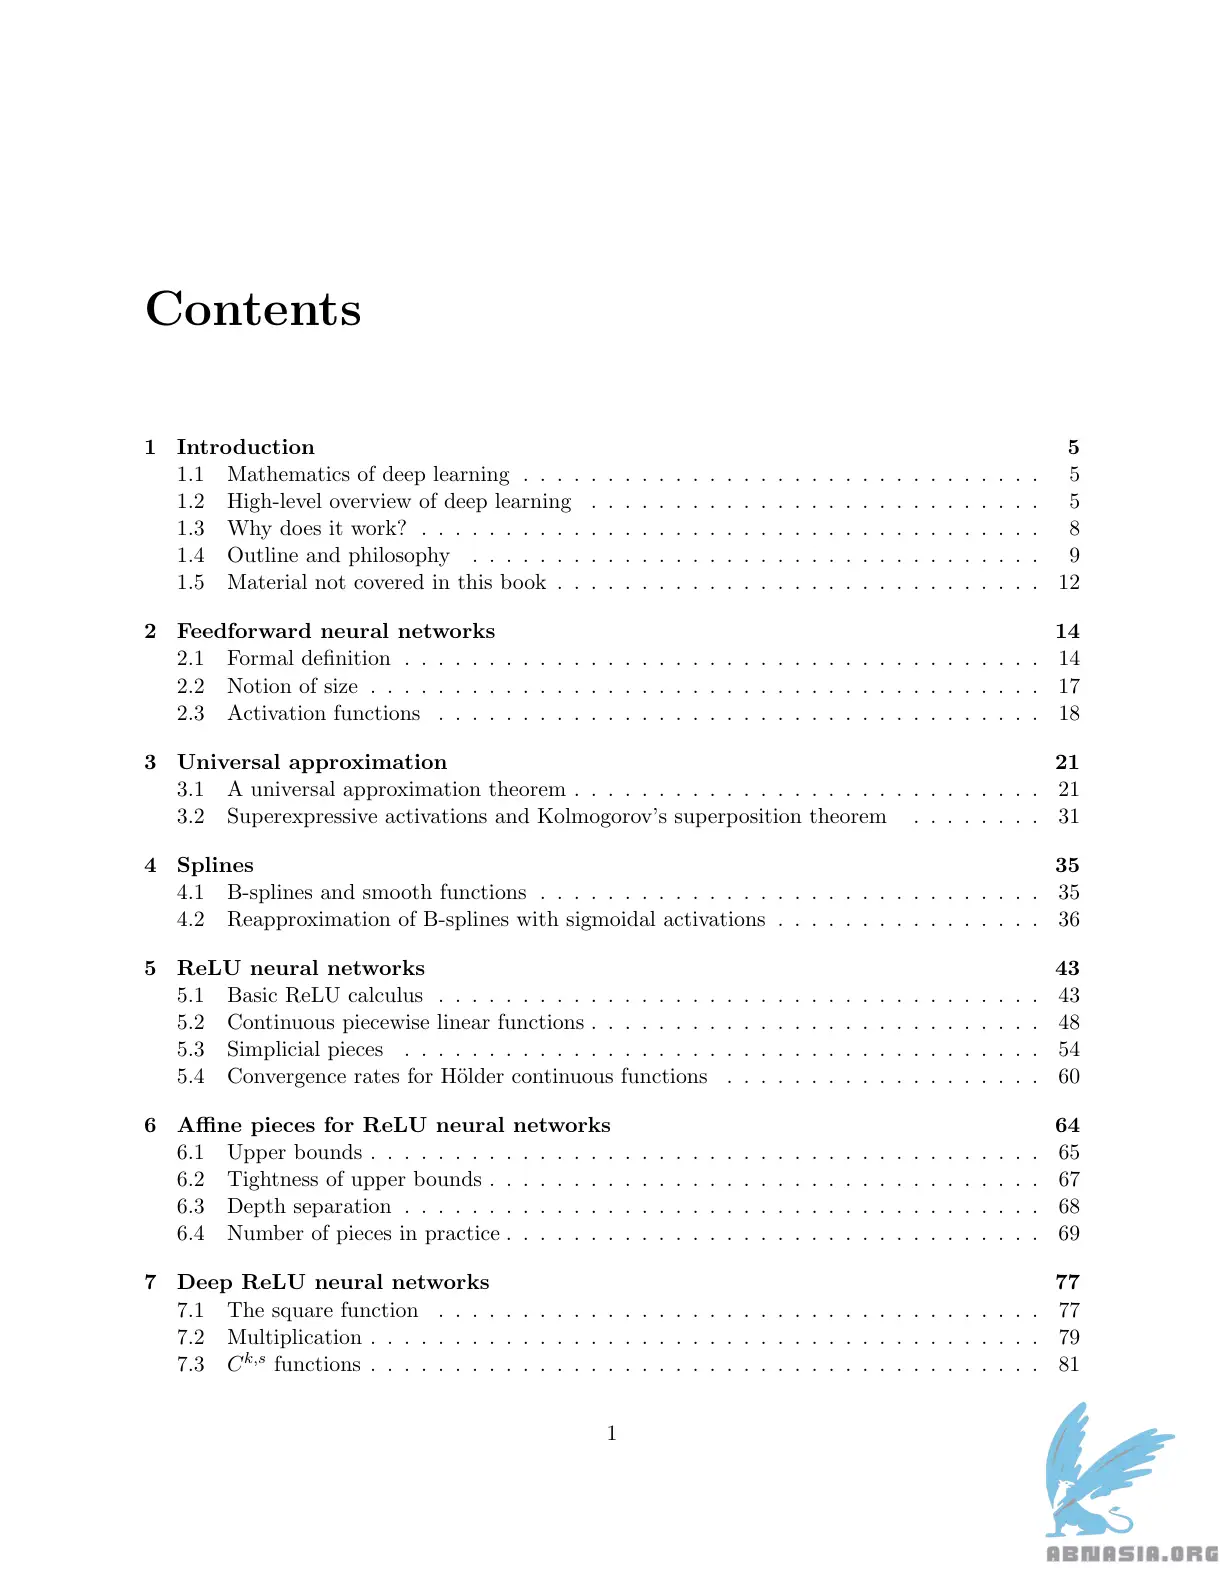 Contents
1 Introduction 5
1.1 Mathematics of deep learning . . . . . . . . . . . . . . . . . . . . . . . . . . . . . . . 5
1.2 High-level overview of deep learning . . . . . . . . . . . . . . . . . . . . . . . . . . . 5
1.3 Why does it work? . . . . . . . . . . . . . . . . . . . . . . . . . . . . . . . . . . . . . 8
1.4 Outline and philosophy . . . . . . . . . . . . . . . . . . . . . . . . . . . . . . . . . . 9
1.5 Material not covered in this book . . . . . . . . . . . . . . . . . . . . . . . . . . . . . 12
2 Feedforward neural networks 14
2.1 Formal definition . . . . . . . . . . . . . . . . . . . . . . . . . . . . . . . . . . . . . . 14
2.2 Notion of size . . . . . . . . . . . . . . . . . . . . . . . . . . . . . . . . . . . . . . . . 17
2.3 Activation functions . . . . . . . . . . . . . . . . . . . . . . . . . . . . . . . . . . . . 18
3 Universal approximation 21
3.1 A universal approximation theorem . . . . . . . . . . . . . . . . . . . . . . . . . . . . 21
3.2 Superexpressive activations and Kolmogorov's superposition theorem . . . . . . . . 31
4 Splines 35
4.1 B-splines and smooth functions . . . . . . . . . . . . . . . . . . . . . . . . . . . . . . 35
4.2 Reapproximation of B-splines with sigmoidal activations . . . . . . . . . . . . . . . . 36
5 ReLU neural networks 43
5.1 Basic ReLU calculus . . . . . . . . . . . . . . . . . . . . . . . . . . . . . . . . . . . . 43
5.2 Continuous piecewise linear functions . . . . . . . . . . . . . . . . . . . . . . . . . . . 48
5.3 Simplicial pieces . . . . . . . . . . . . . . . . . . . . . . . . . . . . . . . . . . . . . . 54
5.4 Convergence rates for Hölder continuous functions . . . . . . . . . . . . . . . . . . . 60
6 Affine pieces for ReLU neural networks 64
6.1 Upper bounds . . . . . . . . . . . . . . . . . . . . . . . . . . . . . . . . . . . . . . . . 65
6.2 Tightness of upper bounds . . . . . . . . . . . . . . . . . . . . . . . . . . . . . . . . . 67
6.3 Depth separation . . . . . . . . . . . . . . . . . . . . . . . . . . . . . . . . . . . . . . 68
6.4 Number of pieces in practice . . . . . . . . . . . . . . . . . . . . . . . . . . . . . . . . 69
7 Deep ReLU neural networks 77
7.1 The square function . . . . . . . . . . . . . . . . . . . . . . . . . . . . . . . . . . . . 77
7.2 Multiplication . . . . . . . . . . . . . . . . . . . . . . . . . . . . . . . . . . . . . . . . 79
7.3 C^{k,s} functions . . . . . . . . . . . . . . . . . . . . . . . . . . . . . . . . . . . . . . . . 81
1
ABNASIA.ORG